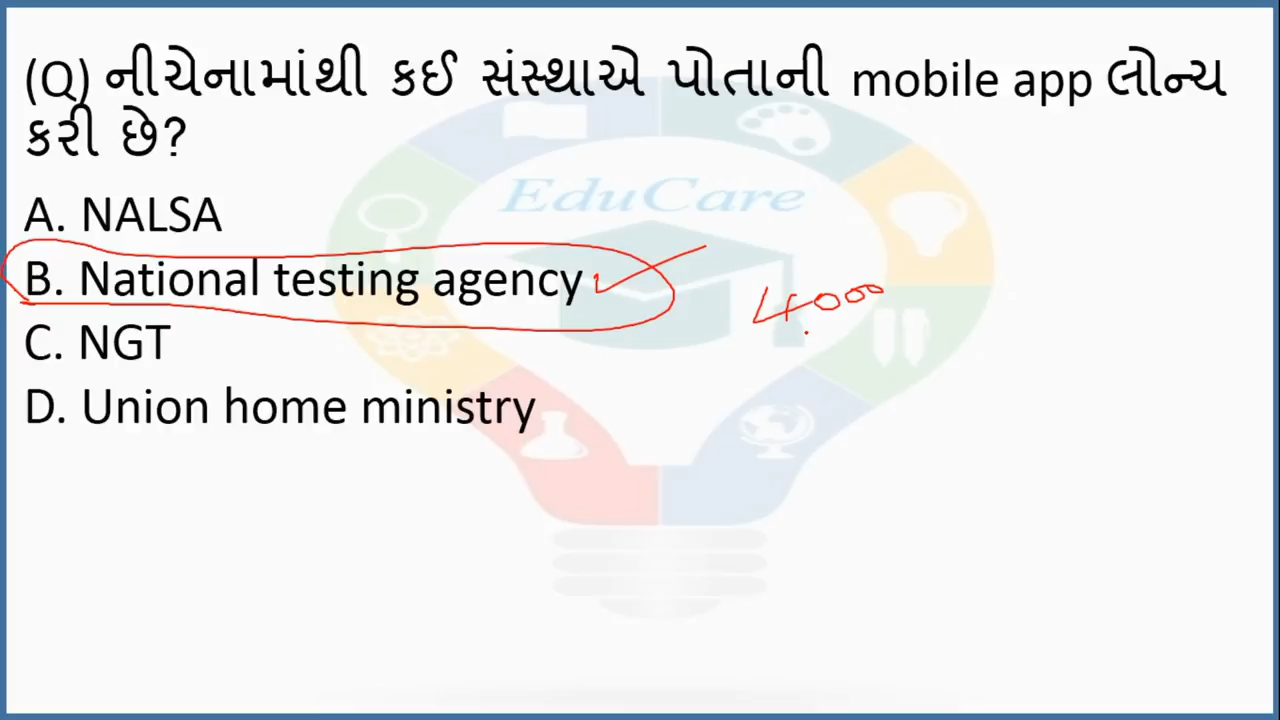 (Q) નીચેનામાંથી કઈ સંસ્થાએ પોતાની mobile app લોન્ચ
કરી છે?
EduCare
A. NALSA
B. National testing agency
4000
C. NGT
D. Union home ministry